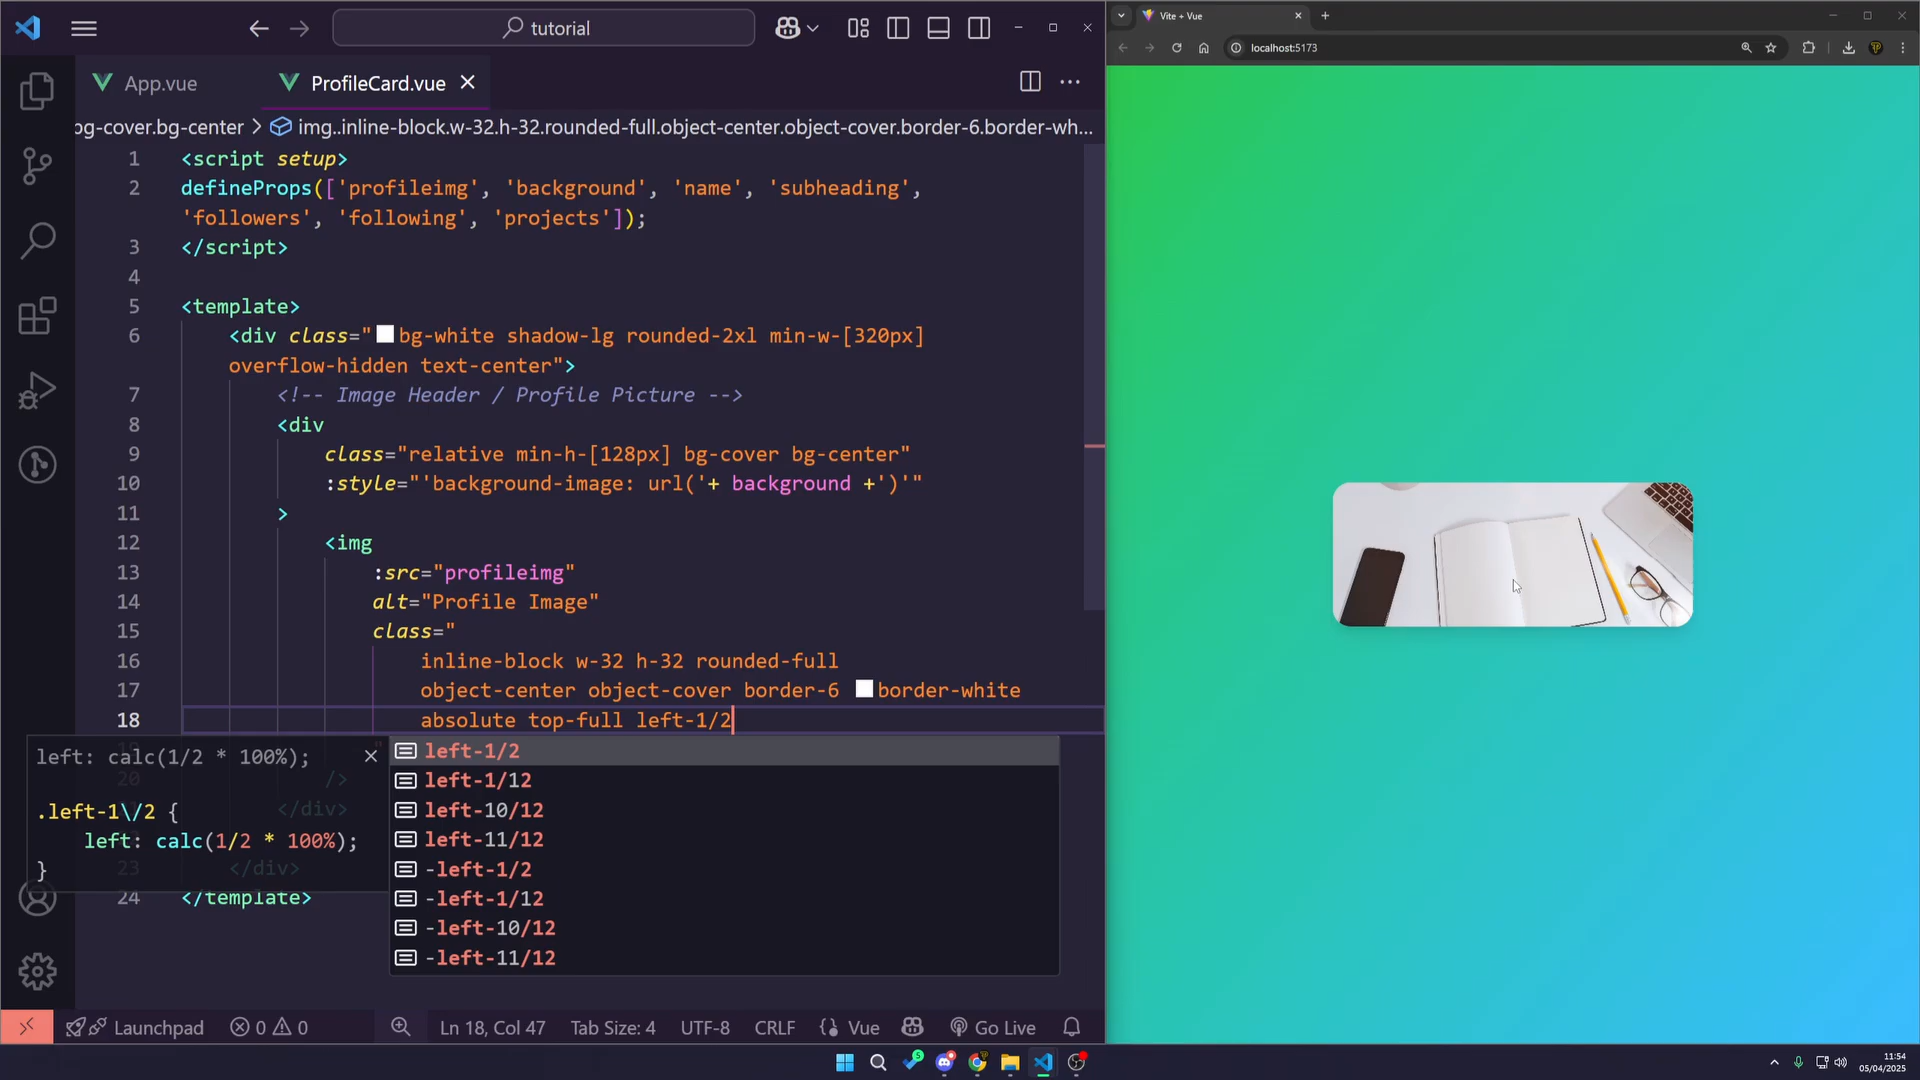 tutorial
App.vue
ProfileCard.vue
bg-cover.bg-center > img..inline-block.w-32.h-32.rounded-full.object-center.object-cover.border-6.border-wh...
1 <script setup>
2 defineProps(['profileimg', 'background', 'name', 'subheading',
'followers', 'following', 'projects']);
3 </script>
4
5 <template>
6 <div class="bg-white shadow-lg rounded-2xl min-w-[320px]
overflow-hidden text-center">
7 <!-- Image Header / Profile Picture -->
8 <div
9 class="relative min-h-[128px] bg-cover bg-center"
10 :style="'background-image: url('+ background +')'"
11 >
12 <img
13 :src="profileimg"
14 alt="Profile Image"
15 class="
16 inline-block w-32 h-32 rounded-full
17 object-center object-cover border-6 border-white
18 absolute top-full left-1/2
left: calc(1/2 * 100%);
20 />
.left-1\/2 {
</div>
left: calc(1/2 * 100%);
}
23 </div>
24 </template>
left-1/2
left-1/12
left-10/12
left-11/12
-left-1/2
-left-1/12
-left-10/12
-left-11/12
Launchpad
0
0
Ln 18, Col 47
Tab Size: 4
UTF-8
CRLF
Vue
Go Live
Vite + Vue
localhost:5173
5
11:54
05/04/2025